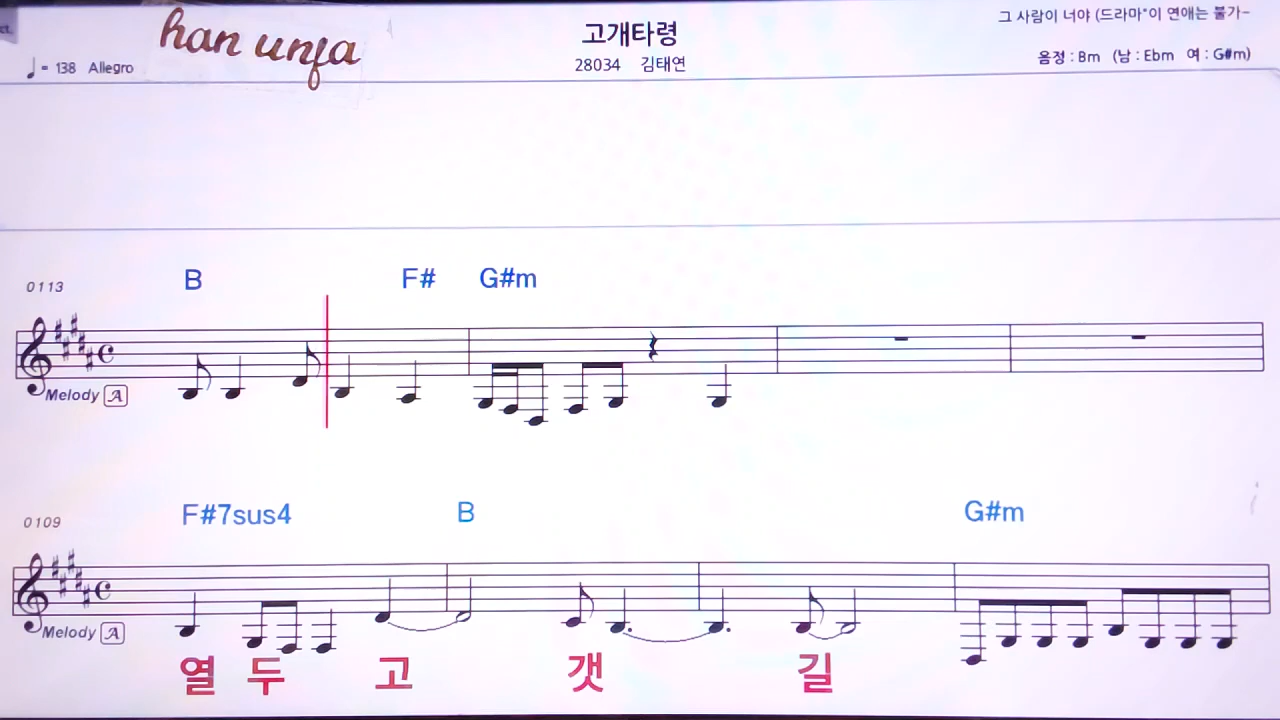 han unfa
고개타령
그 사람이 너야 (드라마"이 연애는 불가~
♩= 138 Allegro
28034 김태연
음정 : Bm (남 : Ebm 여 : G#m)
0113
B F# G#m
Melody A
0109
F#7sus4 B G#m
Melody A
열 두 고 갯 길